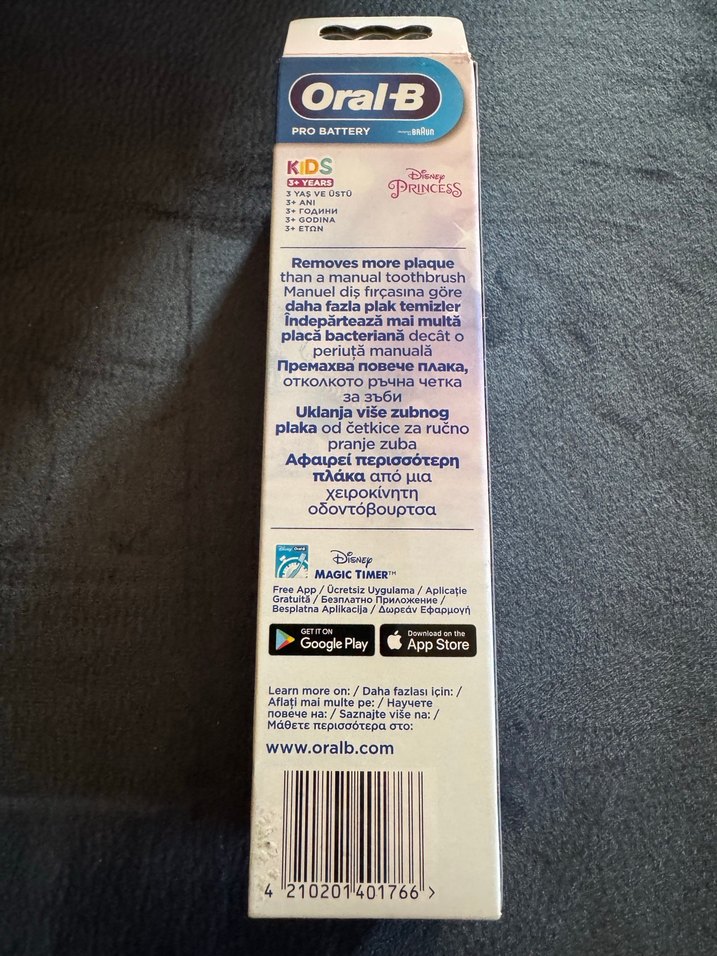 Oral-B
PRO BATTERY
designed by BRAUN
KIDS
3+ YEARS
3 YAŞ VE ÜSTÜ
3+ ANI
3+ ГОДИНИ
3+ GODINA
3+ ΕΤΩΝ
Disney
PRINCESS
Removes more plaque
than a manual toothbrush
Manuel diş fırçasına göre
daha fazla plak temizler
Îndepărtează mai multă
placă bacteriană decât o
periuță manuală
Премахва повече плака,
отколкото ръчна четка
за зъби
Uklanja više zubnog
plaka od četkice za ručno
pranje zuba
Αφαιρεί περισσότερη
πλάκα από μια
χειροκίνητη
οδοντόβουρτσα
Disney Oral-B
Disney
MAGIC TIMER™
Free App / Ücretsiz Uygulama / Aplicație
Gratuită / Безплатно Приложение /
Besplatna Aplikacija / Δωρεάν Εφαρμογή
GET IT ON
Google Play
Download on the
App Store
Learn more on: / Daha fazlası için: /
Aflați mai multe pe: / Научете
повече на: / Saznajte više na: /
Μάθετε περισσότερα στο:
www.oralb.com
4 210201 401766 >